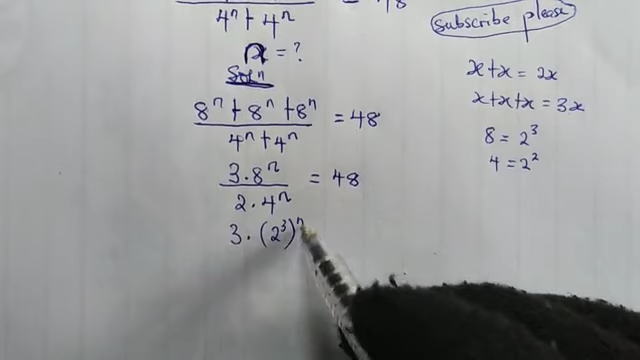 4ⁿ + 4ⁿ = 48
n = ?
Solⁿ
8ⁿ + 8ⁿ + 8ⁿ / 4ⁿ + 4ⁿ = 48
3 · 8ⁿ / 2 · 4ⁿ = 48
3 · (2³)ⁿ
Subscribe please
x + x = 2x
x + x + x = 3x
8 = 2³
4 = 2²